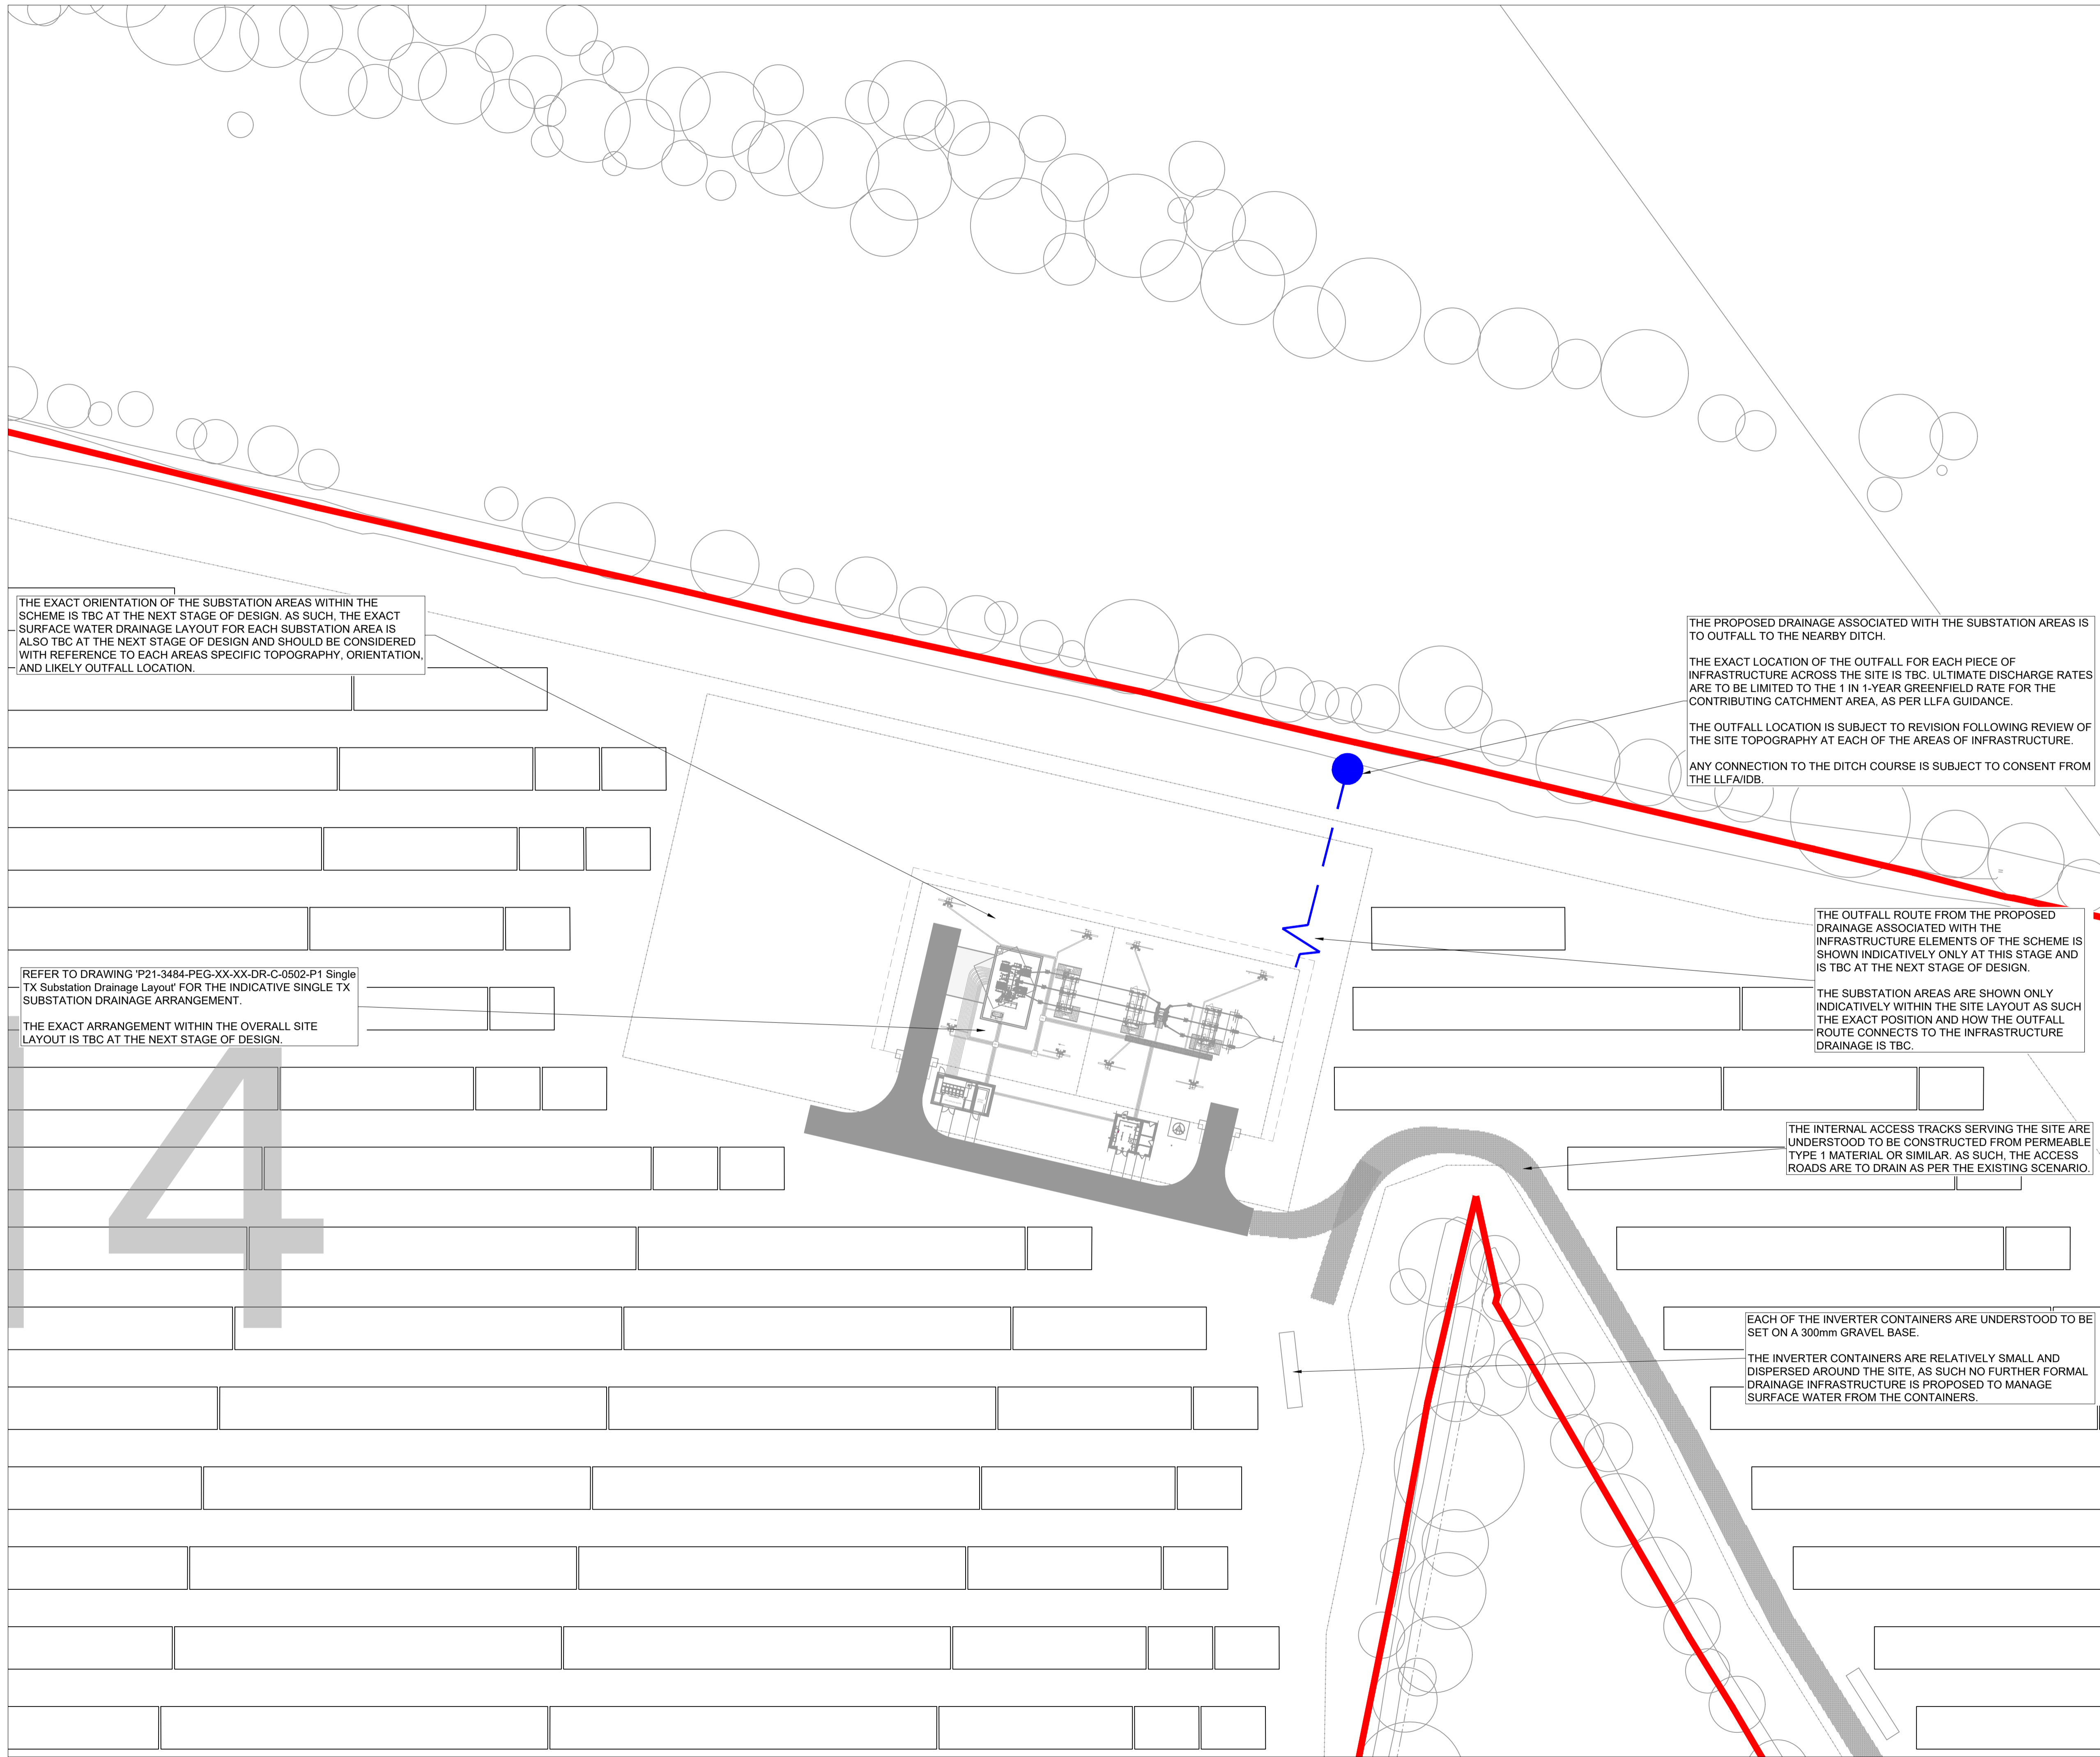 THE EXACT ORIENTATION OF THE SUBSTATION AREAS WITHIN THE
SCHEME IS TBC AT THE NEXT STAGE OF DESIGN. AS SUCH, THE EXACT
SURFACE WATER DRAINAGE LAYOUT FOR EACH SUBSTATION AREA IS
ALSO TBC AT THE NEXT STAGE OF DESIGN AND SHOULD BE CONSIDERED
WITH REFERENCE TO EACH AREAS SPECIFIC TOPOGRAPHY, ORIENTATION,
AND LIKELY OUTFALL LOCATION.
THE PROPOSED DRAINAGE ASSOCIATED WITH THE SUBSTATION AREAS IS
TO OUTFALL TO THE NEARBY DITCH.
THE EXACT LOCATION OF THE OUTFALL FOR EACH PIECE OF
INFRASTRUCTURE ACROSS THE SITE IS TBC. ULTIMATE DISCHARGE RATES
ARE TO BE LIMITED TO THE 1 IN 1-YEAR GREENFIELD RATE FOR THE
CONTRIBUTING CATCHMENT AREA, AS PER LLFA GUIDANCE.
THE OUTFALL LOCATION IS SUBJECT TO REVISION FOLLOWING REVIEW OF
THE SITE TOPOGRAPHY AT EACH OF THE AREAS OF INFRASTRUCTURE.
ANY CONNECTION TO THE DITCH COURSE IS SUBJECT TO CONSENT FROM
THE LLFA/IDB.
THE OUTFALL ROUTE FROM THE PROPOSED
DRAINAGE ASSOCIATED WITH THE
INFRASTRUCTURE ELEMENTS OF THE SCHEME IS
SHOWN INDICATIVELY ONLY AT THIS STAGE AND
IS TBC AT THE NEXT STAGE OF DESIGN.
THE SUBSTATION AREAS ARE SHOWN ONLY
INDICATIVELY WITHIN THE SITE LAYOUT AS SUCH
THE EXACT POSITION AND HOW THE OUTFALL
ROUTE CONNECTS TO THE INFRASTRUCTURE
DRAINAGE IS TBC.
REFER TO DRAWING 'P21-3484-PEG-XX-XX-DR-C-0502-P1 Single
TX Substation Drainage Layout' FOR THE INDICATIVE SINGLE TX
SUBSTATION DRAINAGE ARRANGEMENT.
THE EXACT ARRANGEMENT WITHIN THE OVERALL SITE
LAYOUT IS TBC AT THE NEXT STAGE OF DESIGN.
4
THE INTERNAL ACCESS TRACKS SERVING THE SITE ARE
UNDERSTOOD TO BE CONSTRUCTED FROM PERMEABLE
TYPE 1 MATERIAL OR SIMILAR. AS SUCH, THE ACCESS
ROADS ARE TO DRAIN AS PER THE EXISTING SCENARIO.
EACH OF THE INVERTER CONTAINERS ARE UNDERSTOOD TO BE
SET ON A 300mm GRAVEL BASE.
THE INVERTER CONTAINERS ARE RELATIVELY SMALL AND
DISPERSED AROUND THE SITE, AS SUCH NO FURTHER FORMAL
DRAINAGE INFRASTRUCTURE IS PROPOSED TO MANAGE
SURFACE WATER FROM THE CONTAINERS.